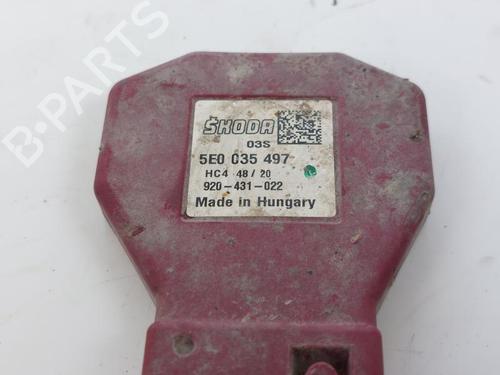 B-Parts
ŠKODA
03S
5E0 035 497
HC4 48 / 20
920-431-022
Made in Hungary